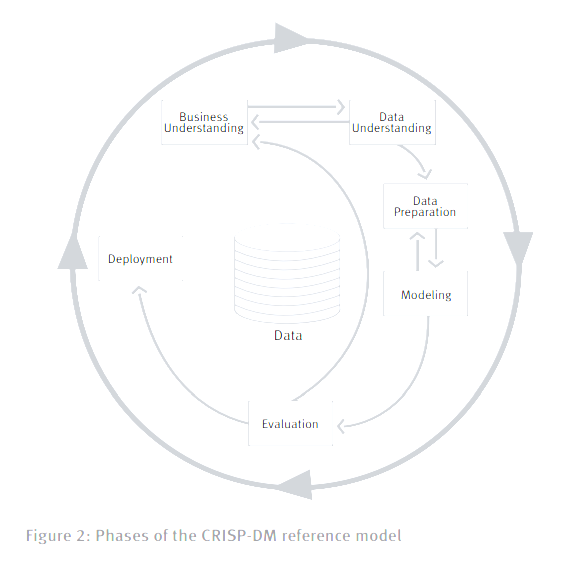 Business
Understanding
Data
Understanding
Data
Preparation
Deployment
Modeling
Data
Evaluation
Figure 2: Phases of the CRISP-DM reference model